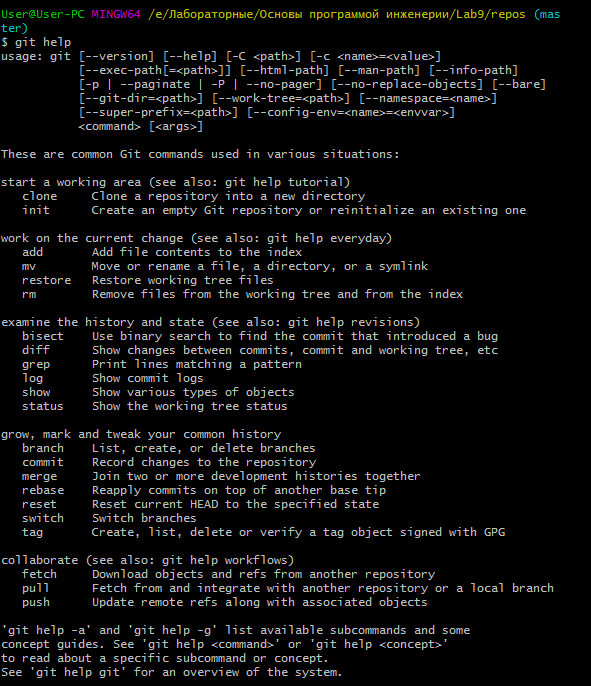 User@User-PC MINGW64 /e/Лабораторные/Основы программой инженерии/Lab9/repos (mas
ter)
$ git help
usage: git [--version] [--help] [-C <path>] [-c <name>=<value>]
           [--exec-path[=<path>]] [--html-path] [--man-path] [--info-path]
           [-p | --paginate | -P | --no-pager] [--no-replace-objects] [--bare]
           [--git-dir=<path>] [--work-tree=<path>] [--namespace=<name>]
           [--super-prefix=<path>] [--config-env=<name>=<envvar>]
           <command> [<args>]

These are common Git commands used in various situations:

start a working area (see also: git help tutorial)
   clone     Clone a repository into a new directory
   init      Create an empty Git repository or reinitialize an existing one

work on the current change (see also: git help everyday)
   add       Add file contents to the index
   mv        Move or rename a file, a directory, or a symlink
   restore   Restore working tree files
   rm        Remove files from the working tree and from the index

examine the history and state (see also: git help revisions)
   bisect    Use binary search to find the commit that introduced a bug
   diff      Show changes between commits, commit and working tree, etc
   grep      Print lines matching a pattern
   log       Show commit logs
   show      Show various types of objects
   status    Show the working tree status

grow, mark and tweak your common history
   branch    List, create, or delete branches
   commit    Record changes to the repository
   merge     Join two or more development histories together
   rebase    Reapply commits on top of another base tip
   reset     Reset current HEAD to the specified state
   switch    Switch branches
   tag       Create, list, delete or verify a tag object signed with GPG

collaborate (see also: git help workflows)
   fetch     Download objects and refs from another repository
   pull      Fetch from and integrate with another repository or a local branch
   push      Update remote refs along with associated objects

'git help -a' and 'git help -g' list available subcommands and some
concept guides. See 'git help <command>' or 'git help <concept>'
to read about a specific subcommand or concept.
See 'git help git' for an overview of the system.